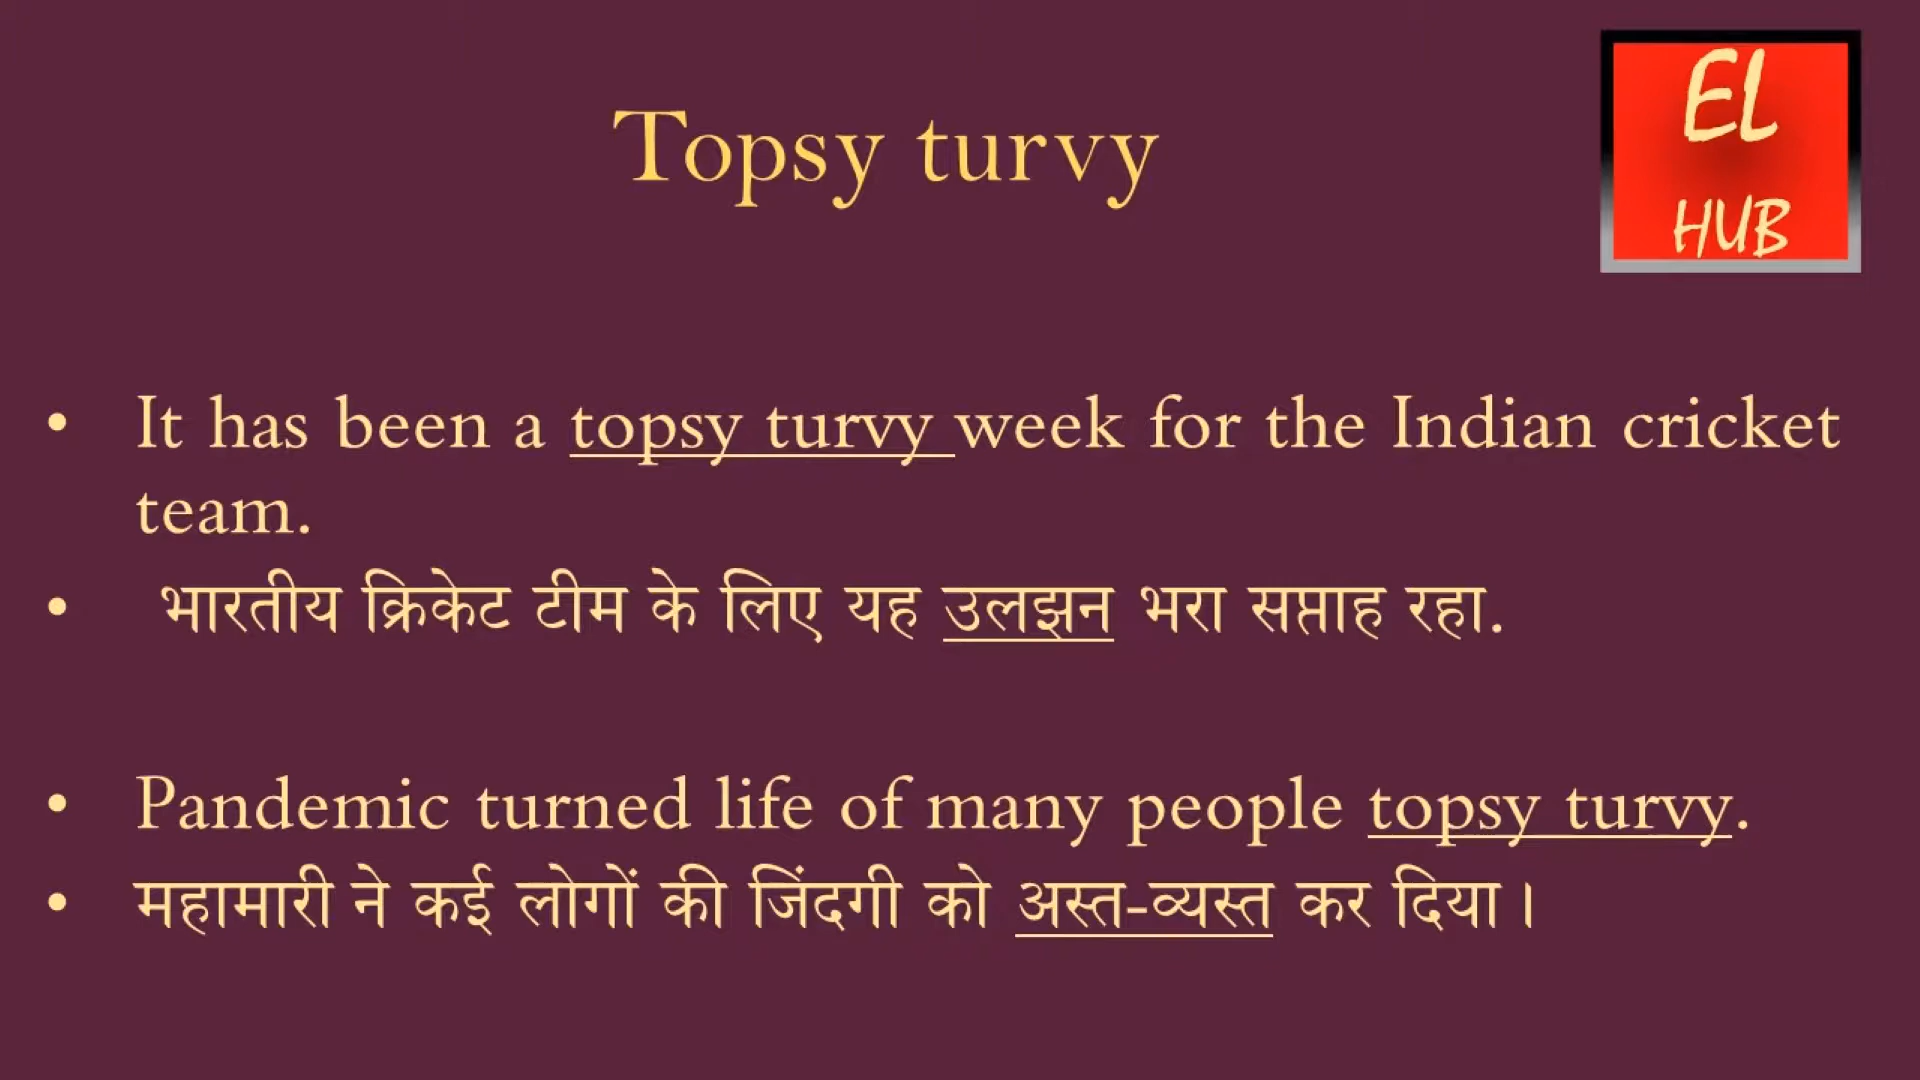 Topsy turvy
EL
HUB
• It has been a topsy turvy week for the Indian cricket
team.
• भारतीय क्रिकेट टीम के लिए यह उलझन भरा सप्ताह रहा.
• Pandemic turned life of many people topsy turvy.
• महामारी ने कई लोगों की जिंदगी को अस्त-व्यस्त कर दिया।